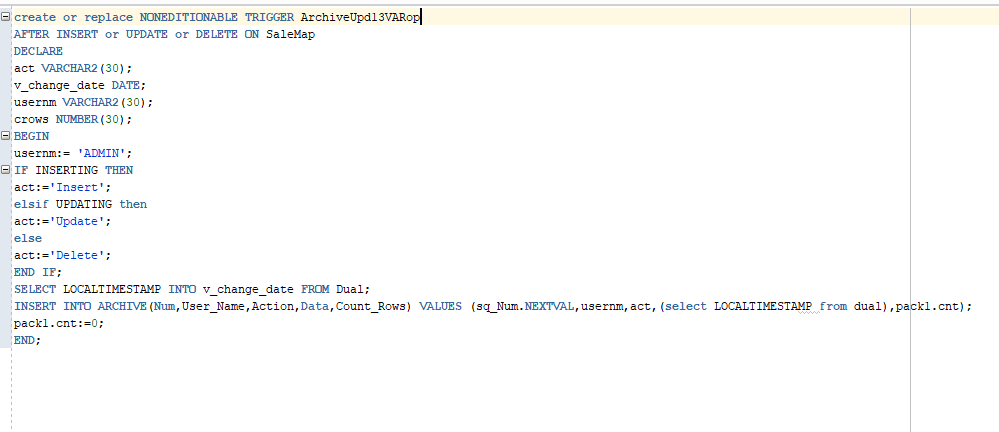 create or replace NONEDITIONABLE TRIGGER ArchiveUpd13VARop
AFTER INSERT or UPDATE or DELETE ON SaleMap
DECLARE
act VARCHAR2(30);
v_change_date DATE;
usernm VARCHAR2(30);
crows NUMBER(30);
BEGIN
usernm:= 'ADMIN';
IF INSERTING THEN
act:='Insert';
elsif UPDATING then
act:='Update';
else
act:='Delete';
END IF;
SELECT LOCALTIMESTAMP INTO v_change_date FROM Dual;
INSERT INTO ARCHIVE(Num,User_Name,Action,Data,Count_Rows) VALUES (sq_Num.NEXTVAL,usernm,act,(select LOCALTIMESTAMP from dual),pack1.cnt);
pack1.cnt:=0;
END;